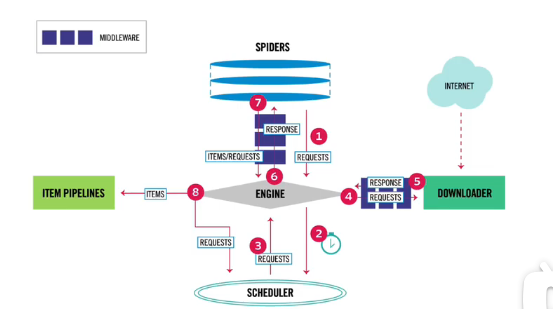 MIDDLEWARE
SPIDERS
INTERNET
7
RESPONSE
1
ITEMS/REQUESTS
REQUESTS
6
RESPONSE
5
ITEM PIPELINES
ITEMS
8
ENGINE
4
REQUESTS
DOWNLOADER
2
REQUESTS
3
REQUESTS
SCHEDULER